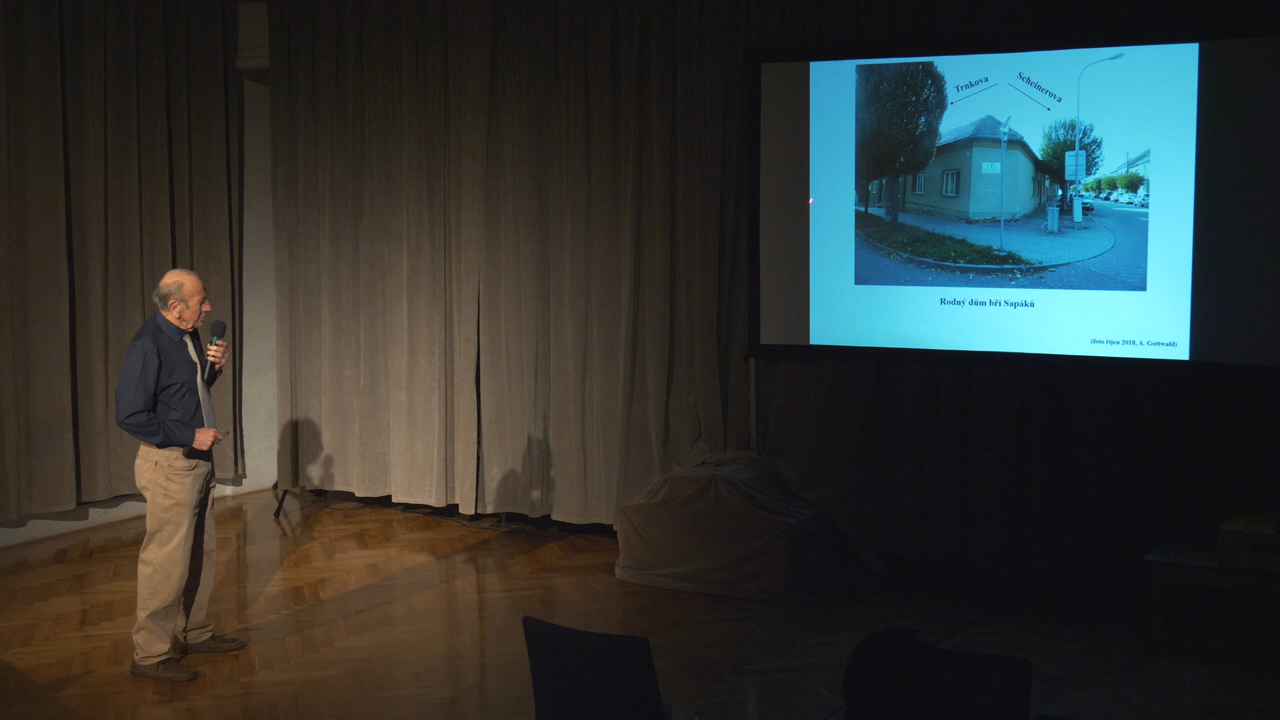 Trnkova
Scheinerova
Rodný dům bří Sapáků
(foto říjen 2018, A. Gottwald)